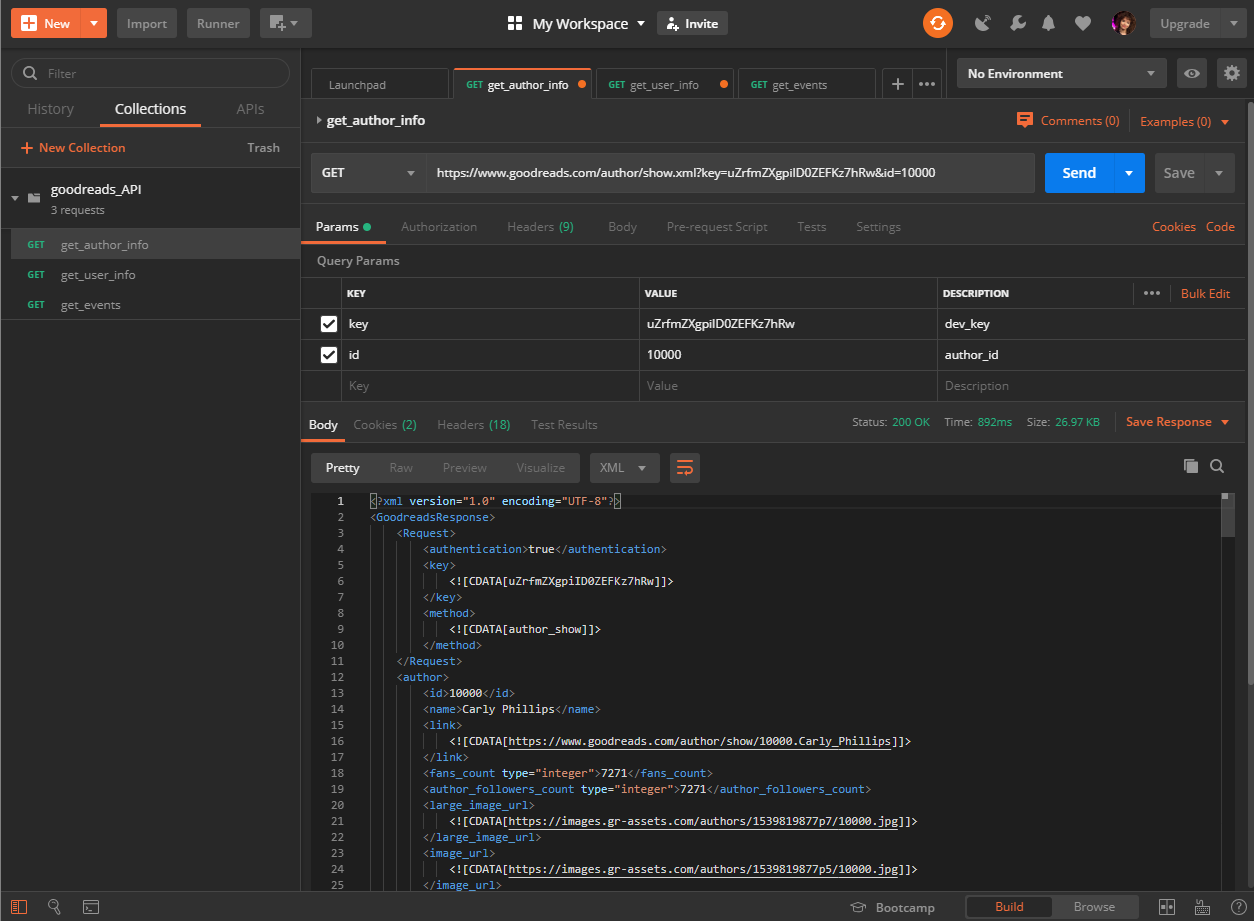 New Import Runner My Workspace Invite Upgrade
Filter
History Collections APIs
New Collection Trash
goodreads_API
3 requests
GET get_author_info
GET get_user_info
GET get_events
Launchpad GET get_author_info GET get_user_info GET get_events + ••• No Environment
get_author_info Comments (0) Examples (0)
GET https://www.goodreads.com/author/show.xml?key=uZrfmZXgpiID0ZEFKz7hRw&id=10000 Send Save
Params Authorization Headers (9) Body Pre-request Script Tests Settings Cookies Code
Query Params
KEY VALUE DESCRIPTION ••• Bulk Edit
key uZrfmZXgpiID0ZEFKz7hRw dev_key
id 10000 author_id
Key Value Description
Body Cookies (2) Headers (18) Test Results Status: 200 OK Time: 892ms Size: 26.97 KB Save Response
Pretty Raw Preview Visualize XML
1 <?xml version="1.0" encoding="UTF-8"?>
2 <GoodreadsResponse>
3 <Request>
4 <authentication>true</authentication>
5 <key>
6 <![CDATA[uZrfmZXgpiID0ZEFKz7hRw]]>
7 </key>
8 <method>
9 <![CDATA[author_show]]>
10 </method>
11 </Request>
12 <author>
13 <id>10000</id>
14 <name>Carly Phillips</name>
15 <link>
16 <![CDATA[https://www.goodreads.com/author/show/10000.Carly_Phillips]]>
17 </link>
18 <fans_count type="integer">7271</fans_count>
19 <author_followers_count type="integer">7271</author_followers_count>
20 <large_image_url>
21 <![CDATA[https://images.gr-assets.com/authors/1539819877p7/10000.jpg]]>
22 </large_image_url>
23 <image_url>
24 <![CDATA[https://images.gr-assets.com/authors/1539819877p5/10000.jpg]]>
25 </image_url>
Bootcamp Build Browse